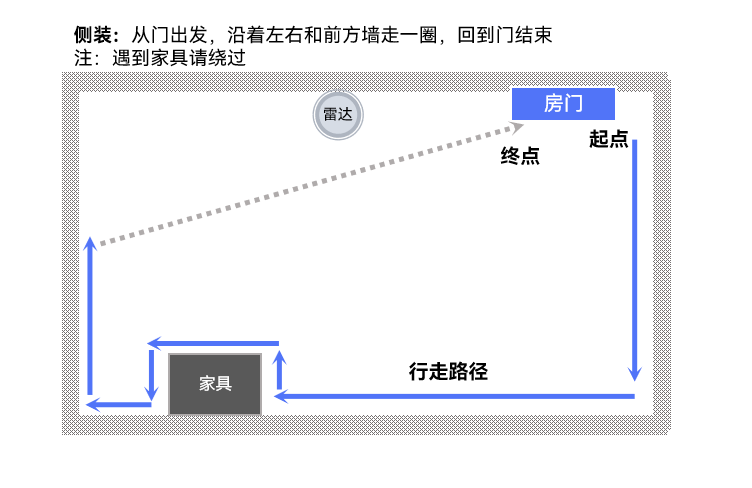 侧装：从门出发，沿着左右和前方墙走一圈，回到门结束
注：遇到家具请绕过
雷达
房门
起点
终点
行走路径
家具